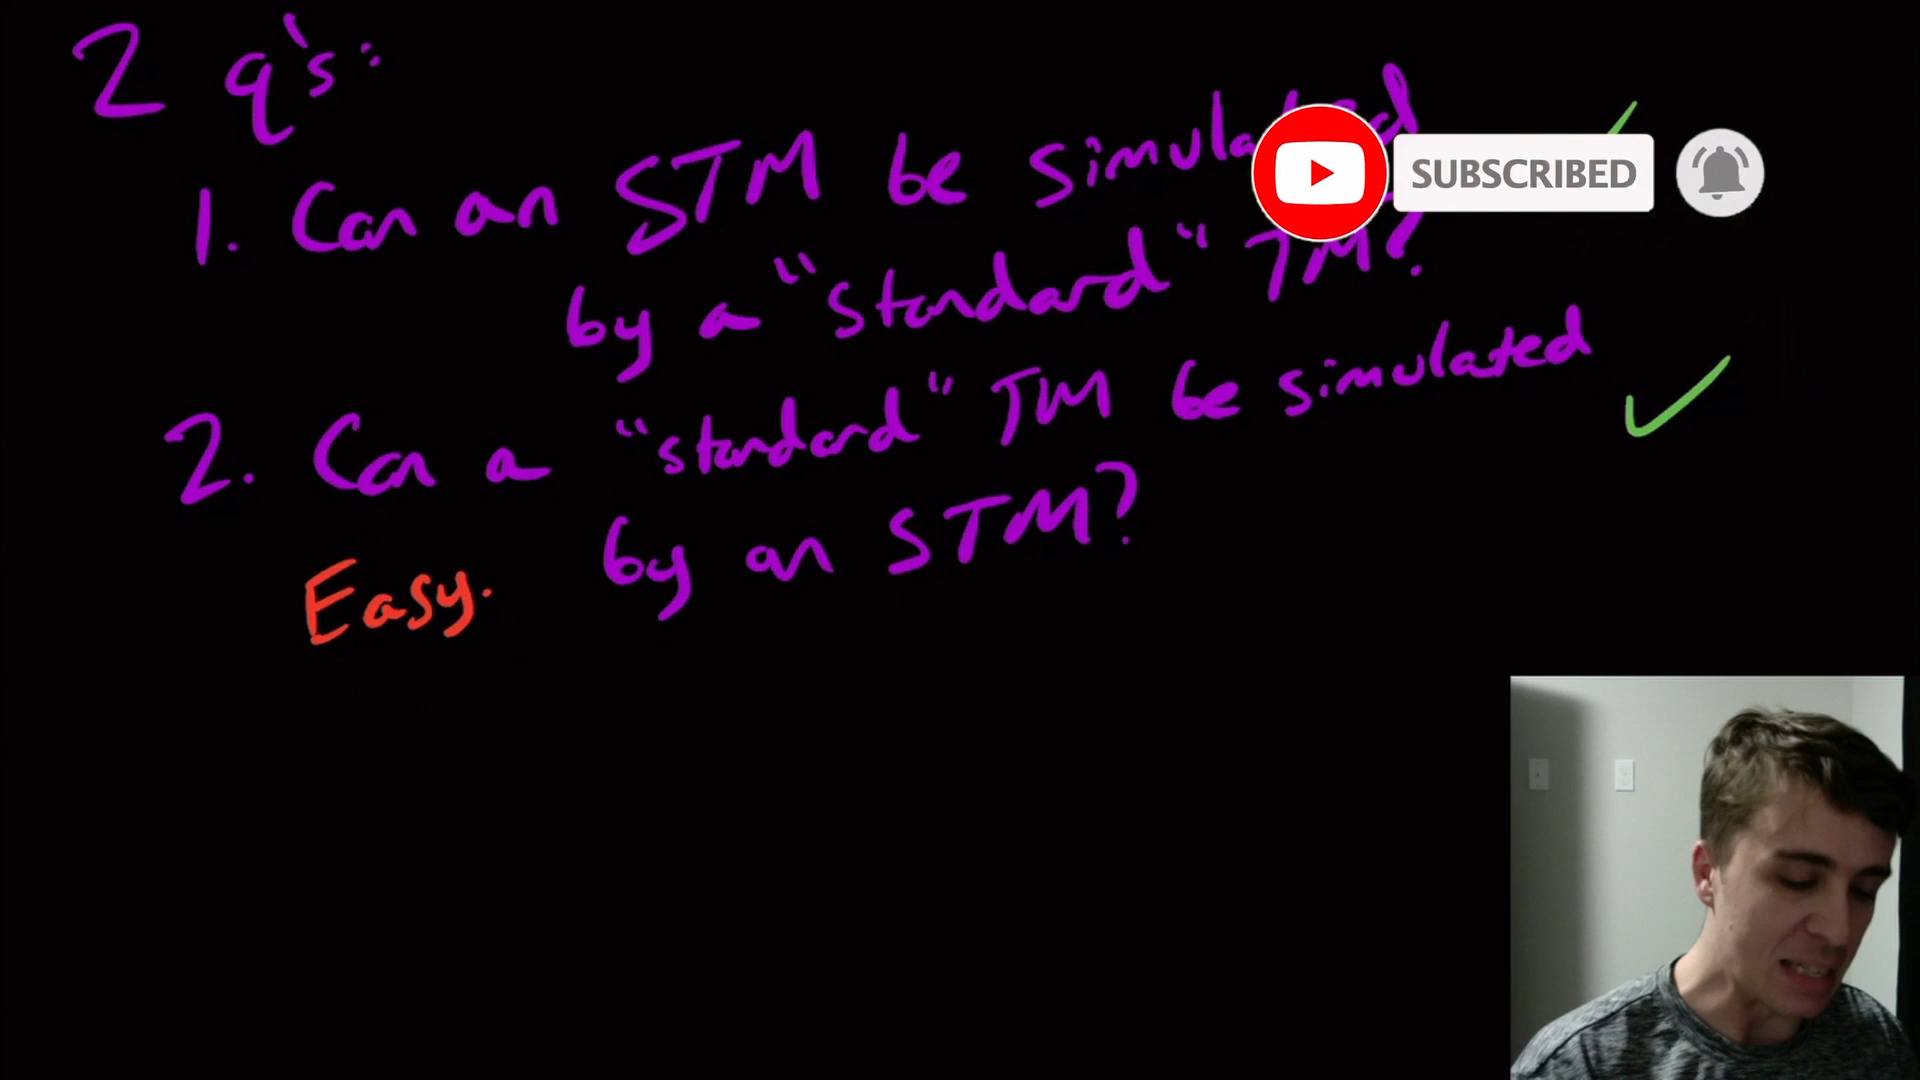 2 q's:
1. Can an STM be simulated
by a "standard" TM?
2. Can a "standard" TM be simulated
by an STM?
Easy.
SUBSCRIBED